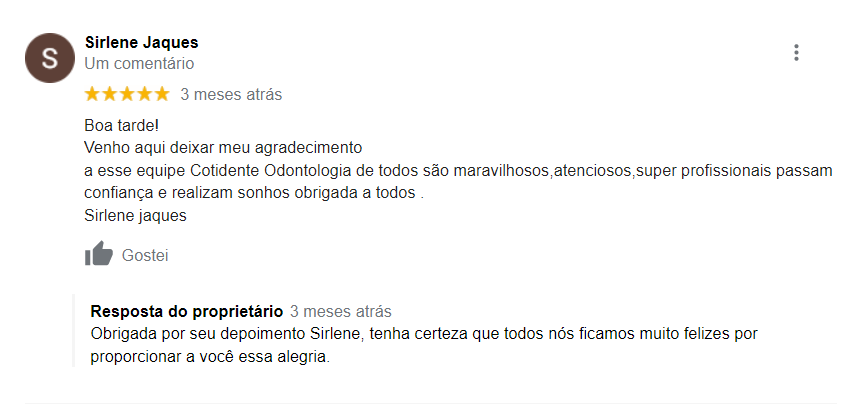 S
Sirlene Jaques
Um comentário
3 meses atrás
Boa tarde!
Venho aqui deixar meu agradecimento
a esse equipe Cotidente Odontologia de todos são maravilhosos,atenciosos,super profissionais passam
confiança e realizam sonhos obrigada a todos .
Sirlene jaques
Gostei
Resposta do proprietário 3 meses atrás
Obrigada por seu depoimento Sirlene, tenha certeza que todos nós ficamos muito felizes por
proporcionar a você essa alegria.